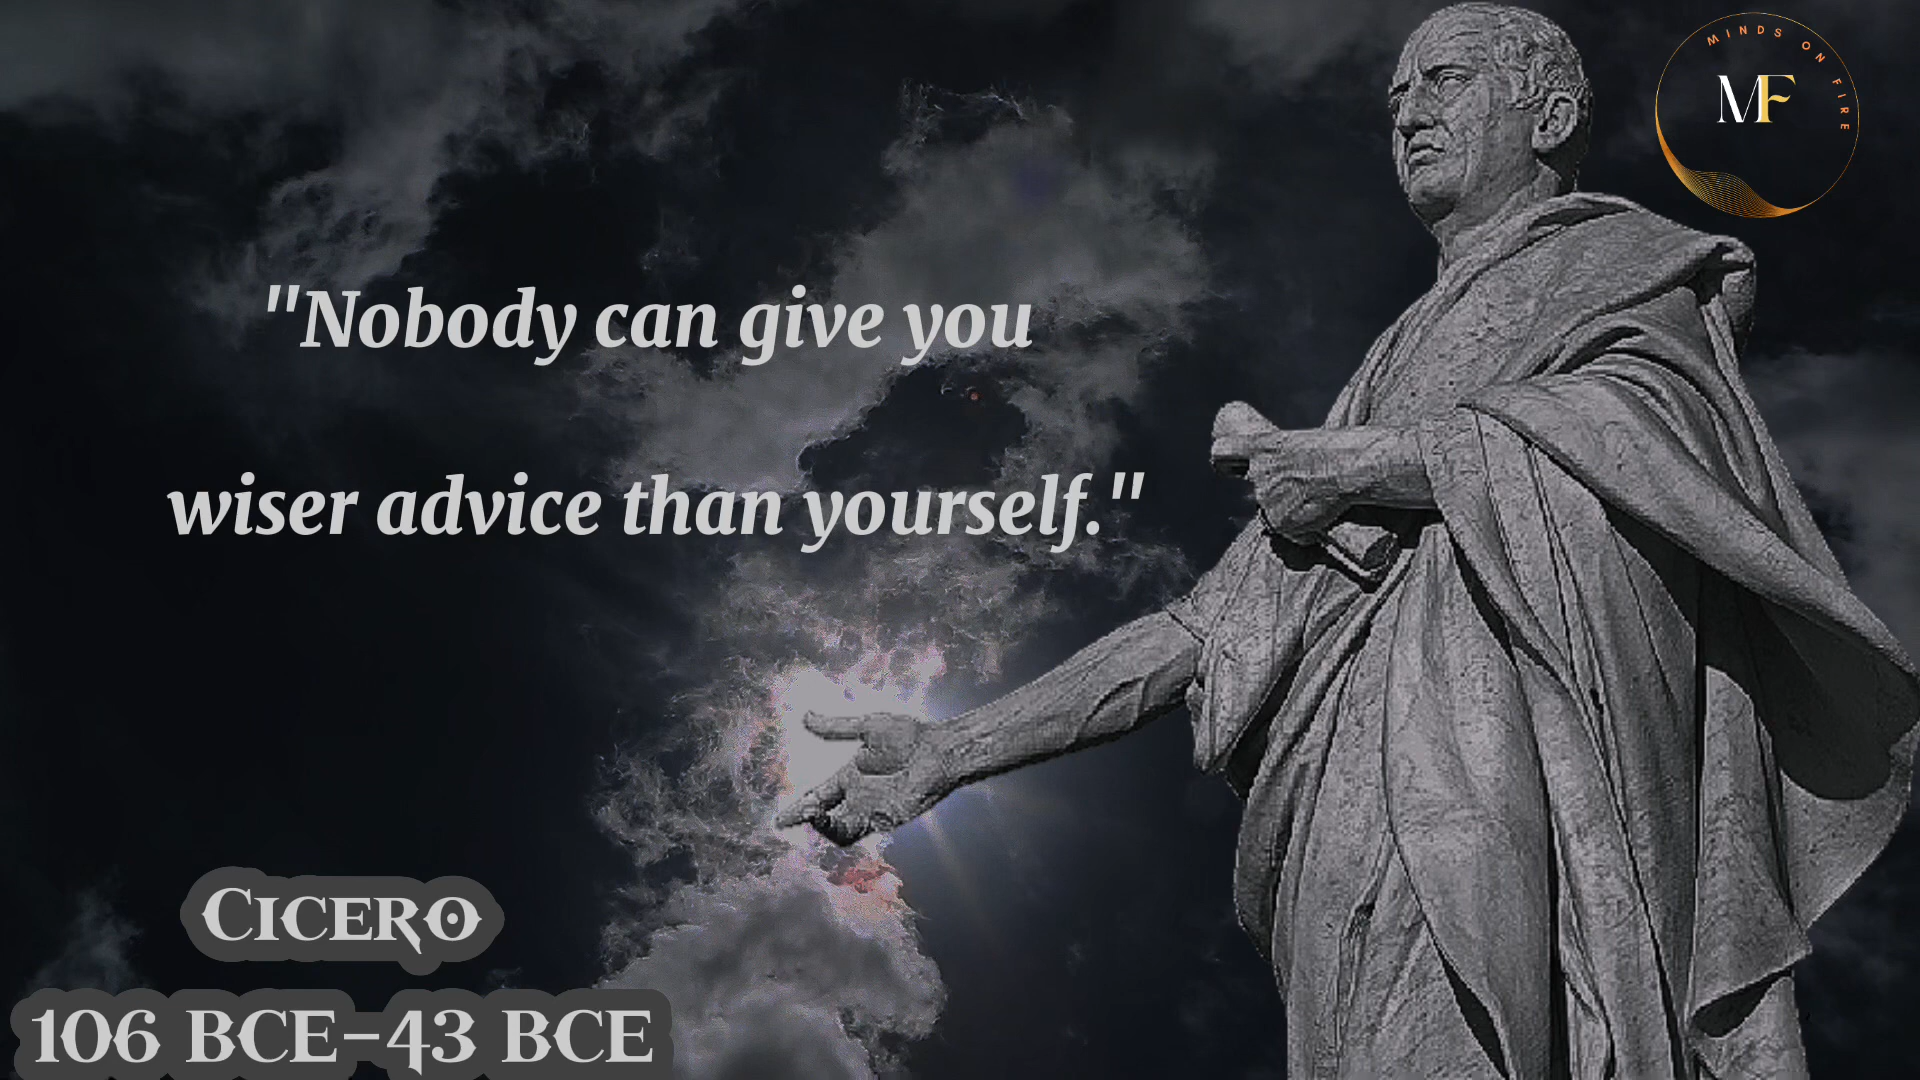 MINDS ON FIRE
MF
"Nobody can give you
wiser advice than yourself."
Cicero
106 BCE-43 BCE